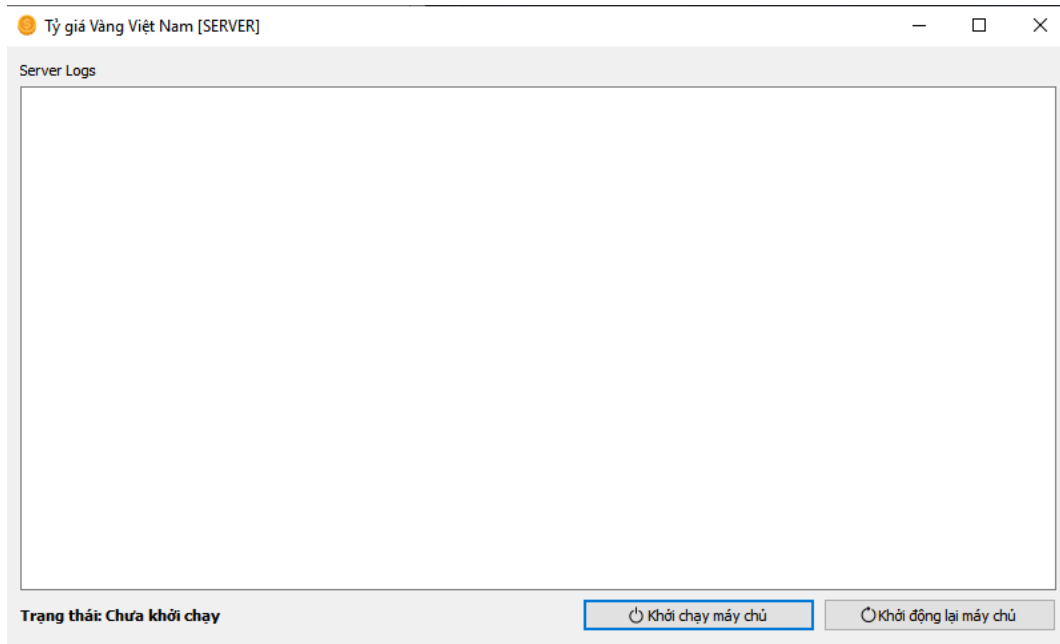 Tỷ giá Vàng Việt Nam [SERVER]
Server Logs
Trạng thái: Chưa khởi chạy
Khởi chạy máy chủ
Khởi động lại máy chủ